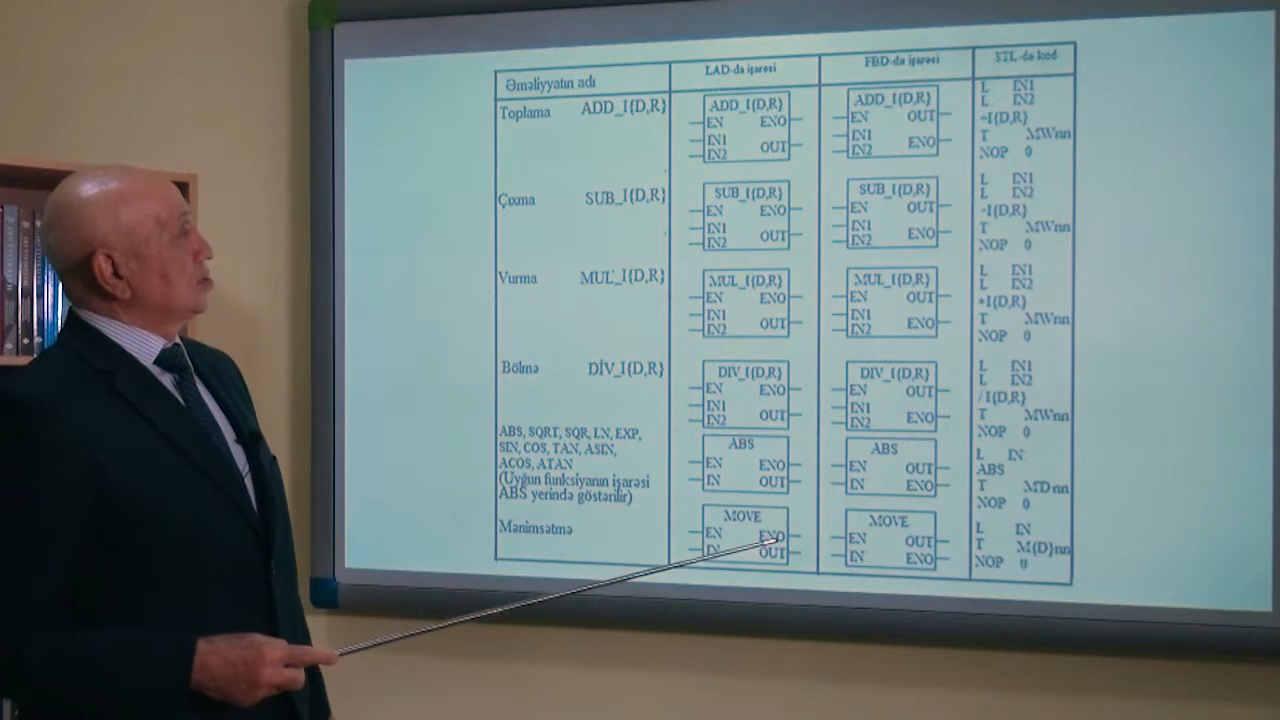 Əməliyyatın adı LAD-da işarəsi FBD-də işarəsi STL-də kod
Toplama ADD_I{D,R}
ADD_I{D,R}
EN ENO
IN1
IN2 OUT
ADD_I{D,R}
EN OUT
IN1
IN2 ENO
L IN1
L IN2
+I{D,R}
T MWnn
NOP 0
Çıxma SUB_I{D,R}
SUB_I{D,R}
EN ENO
IN1
IN2 OUT
SUB_I{D,R}
EN OUT
IN1
IN2 ENO
L IN1
L IN2
-I{D,R}
T MWnn
NOP 0
Vurma MUL_I{D,R}
MUL_I{D,R}
EN ENO
IN1
IN2 OUT
MUL_I{D,R}
EN OUT
IN1
IN2 ENO
L IN1
L IN2
*I{D,R}
T MWnn
NOP 0
Bölmə DİV_I{D,R}
DIV_I{D,R}
EN ENO
IN1
IN2 OUT
DIV_I{D,R}
EN OUT
IN1
IN2 ENO
L IN1
L IN2
/I{D,R}
T MWnn
NOP 0
ABS, SQRT, SQR, LN, EXP,
SIN, COS, TAN, ASIN,
ACOS, ATAN
(Uyğun funksiyanın işarəsi
ABS yerində göstərilir)
ABS
EN ENO
IN OUT
ABS
EN OUT
IN ENO
L IN
ABS
T MDnn
NOP 0
Mənimsətmə
MOVE
EN ENO
IN OUT
MOVE
EN OUT
IN ENO
L IN
T M{D}nn
NOP 0